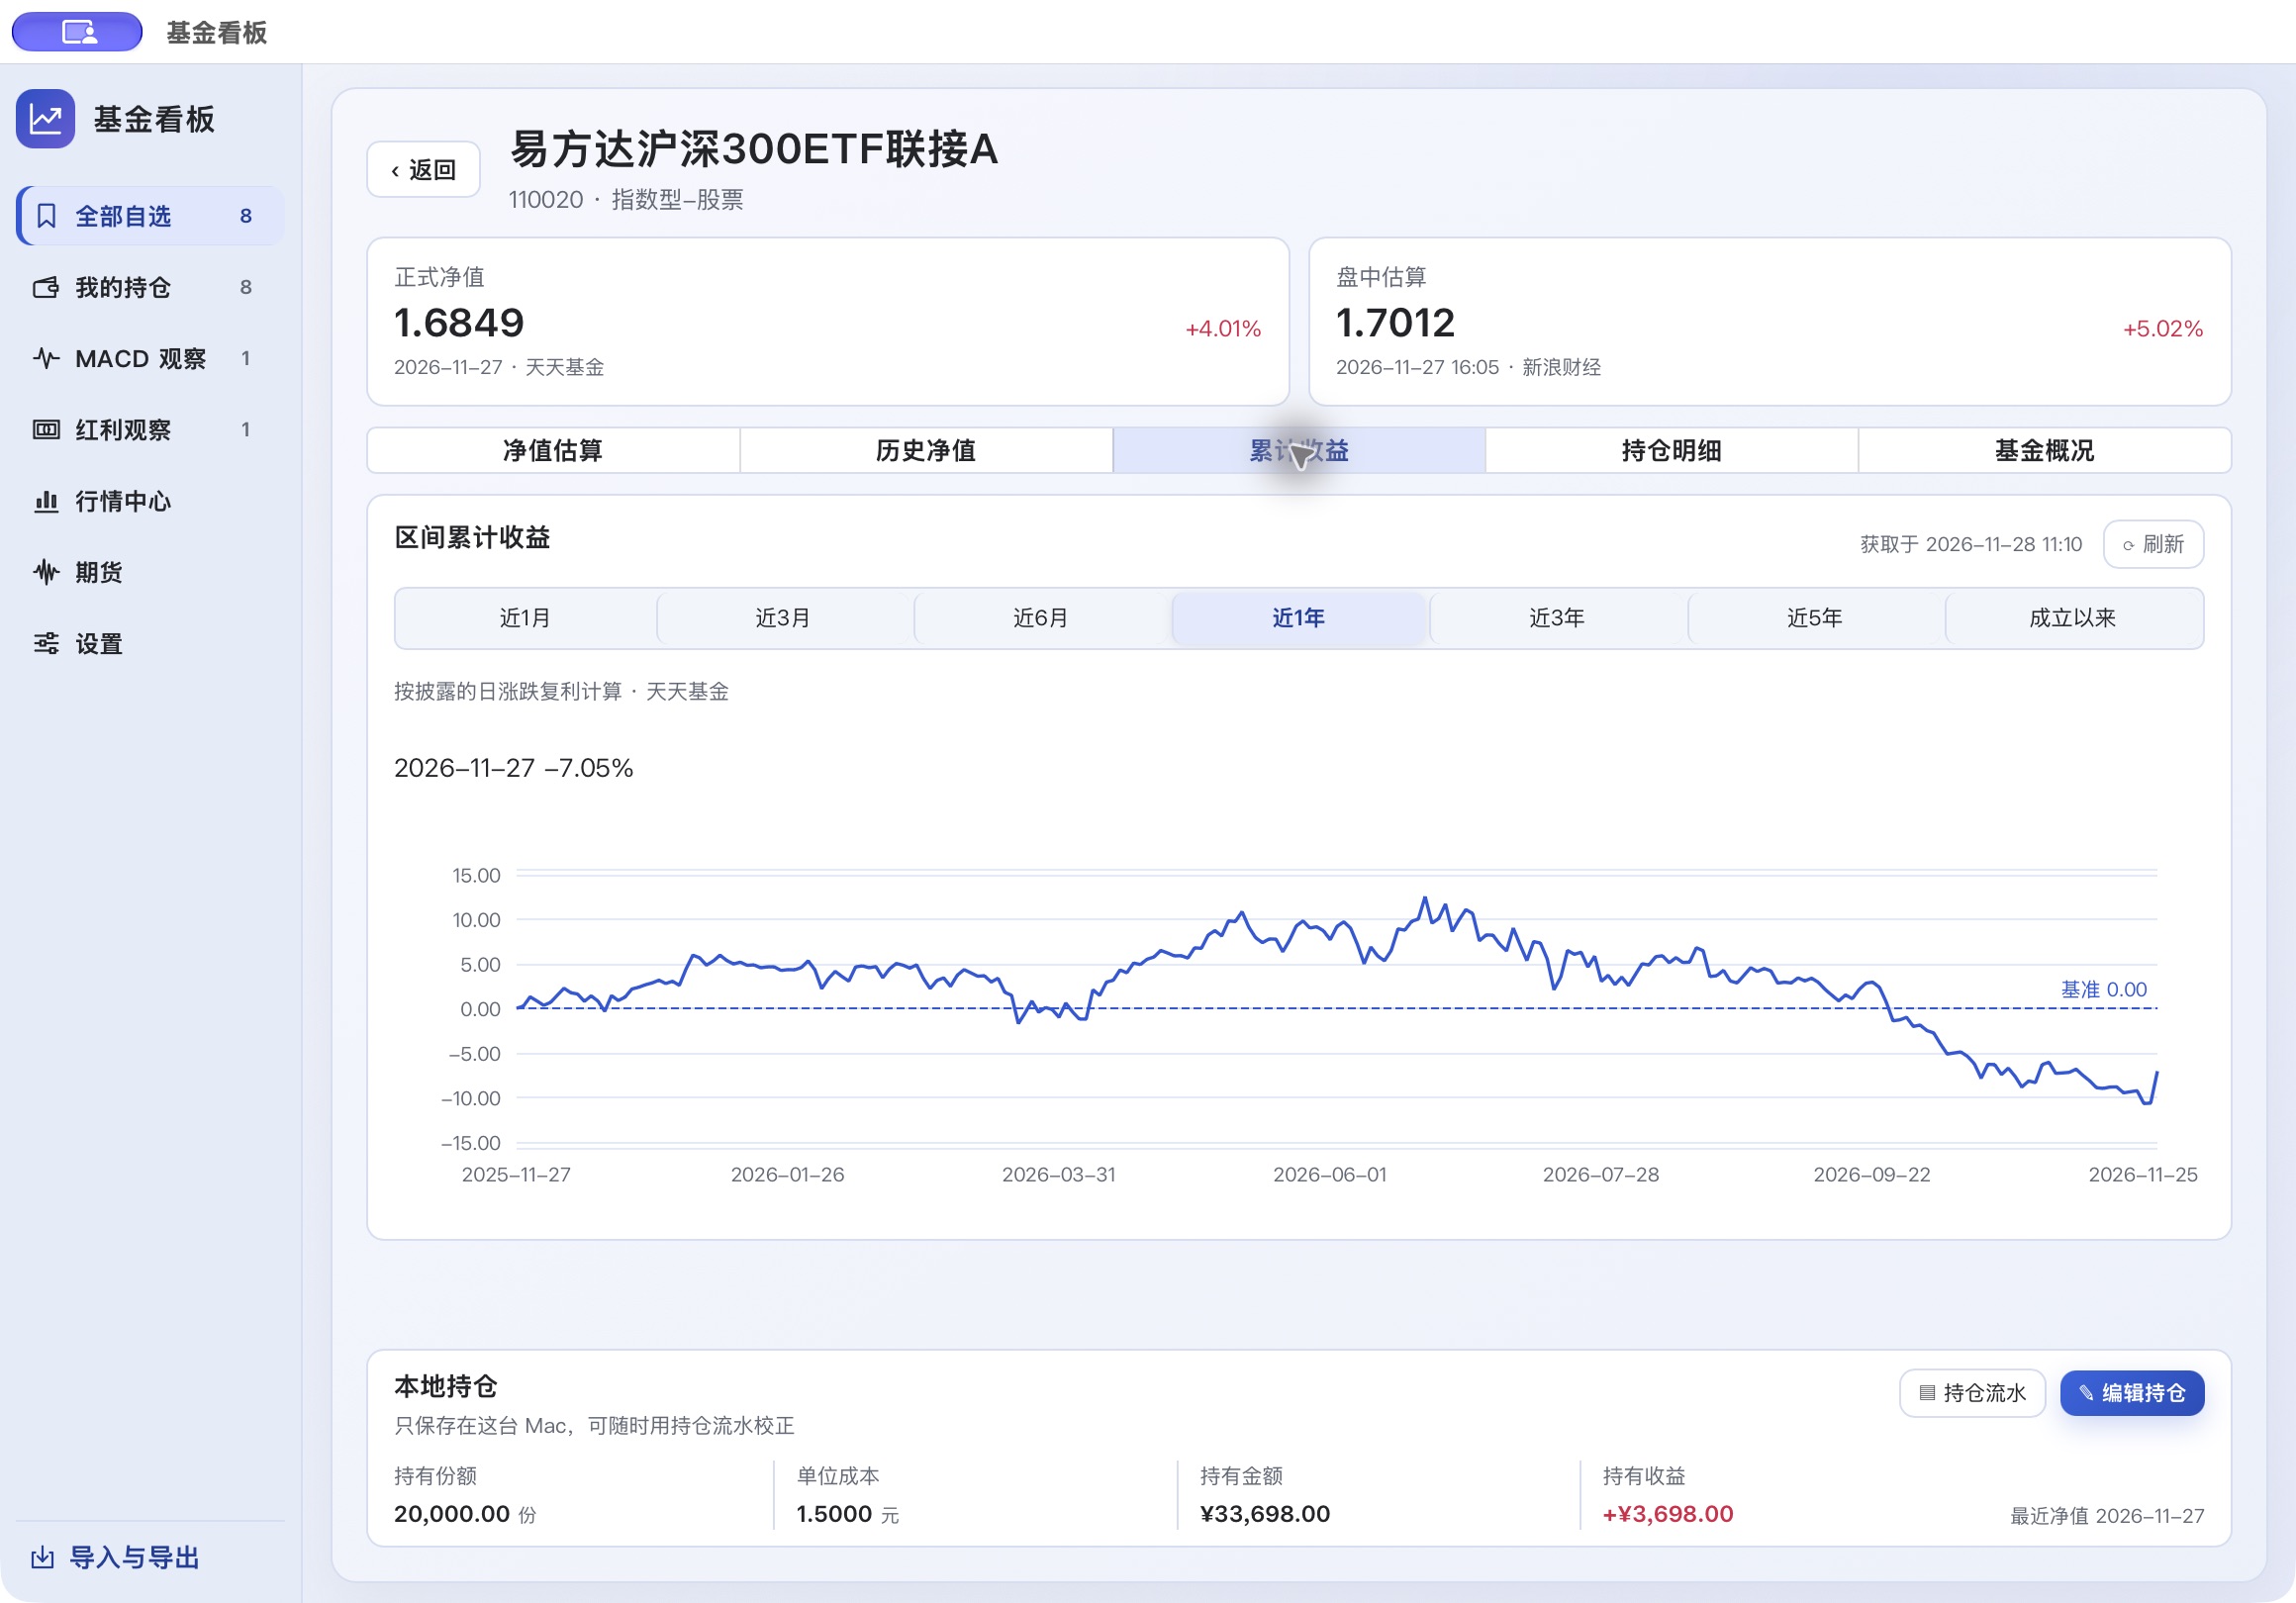 基金看板
基金看板
全部自选 8
我的持仓 8
MACD 观察 1
红利观察 1
行情中心
期货
设置
导入与导出
‹ 返回
易方达沪深300ETF联接A
110020 · 指数型-股票
正式净值
1.6849 +4.01%
2026-11-27 · 天天基金
盘中估算
1.7012 +5.02%
2026-11-27 16:05 · 新浪财经
净值估算 历史净值 累计收益 持仓明细 基金概况
区间累计收益
获取于 2026-11-28 11:10 刷新
近1月 近3月 近6月 近1年 近3年 近5年 成立以来
按披露的日涨跌复利计算 · 天天基金
2026-11-27 -7.05%
15.00
10.00
5.00
0.00
-5.00
-10.00
-15.00
基准 0.00
2025-11-27 2026-01-26 2026-03-31 2026-06-01 2026-07-28 2026-09-22 2026-11-25
本地持仓
只保存在这台 Mac，可随时用持仓流水校正
持仓流水 编辑持仓
持有份额 单位成本 持有金额 持有收益
20,000.00 份 1.5000 元 ¥33,698.00 +¥3,698.00 最近净值 2026-11-27